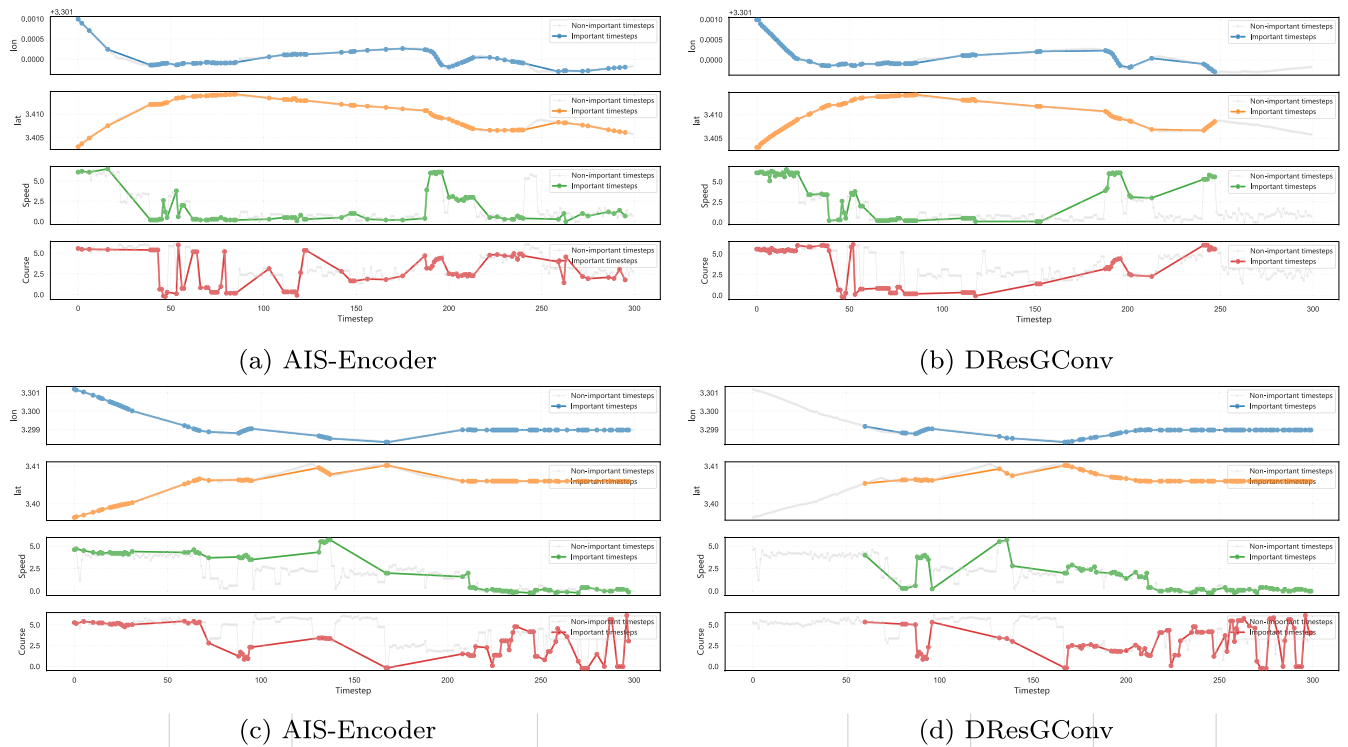 +3.301
0.0010
0.0005
0.0000
lon
Non-important timesteps
Important timesteps
3.410
3.405
lat
Non-important timesteps
Important timesteps
5.0
2.5
0.0
Speed
Non-important timesteps
Important timesteps
5.0
2.5
0.0
Course
Non-important timesteps
Important timesteps
0 50 100 150 200 250 300
Timestep
(a) AIS-Encoder
+3.301
0.0010
0.0005
0.0000
lon
Non-important timesteps
Important timesteps
3.410
3.405
lat
Non-important timesteps
Important timesteps
5.0
2.5
0.0
Speed
Non-important timesteps
Important timesteps
5.0
2.5
0.0
Course
Non-important timesteps
Important timesteps
0 50 100 150 200 250 300
Timestep
(b) DResGConv
3.301
3.300
3.299
lon
Non-important timesteps
Important timesteps
3.41
3.40
lat
Non-important timesteps
Important timesteps
5.0
2.5
0.0
Speed
Non-important timesteps
Important timesteps
5.0
2.5
0.0
Course
Non-important timesteps
Important timesteps
0 50 100 150 200 250 300
Timestep
(c) AIS-Encoder
3.301
3.300
3.299
lon
Non-important timesteps
Important timesteps
3.41
3.40
lat
Non-important timesteps
Important timesteps
5.0
2.5
0.0
Speed
Non-important timesteps
Important timesteps
5.0
2.5
0.0
Course
Non-important timesteps
Important timesteps
0 50 100 150 200 250 300
Timestep
(d) DResGConv